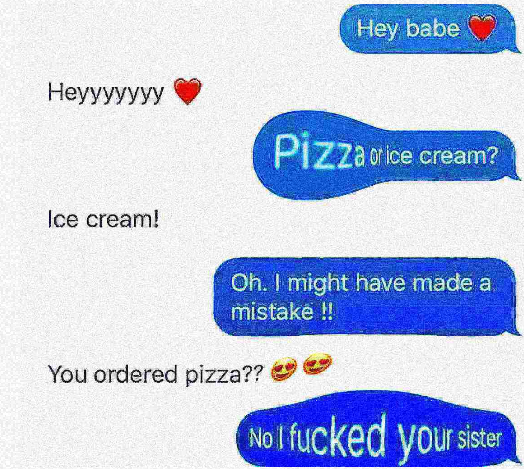 Hey babe ❤️
Heyyyyyyy ❤️
Pizza or ice cream?
Ice cream!
Oh. I might have made a
mistake !!
You ordered pizza?? 😍 😍
No I fucked your sister